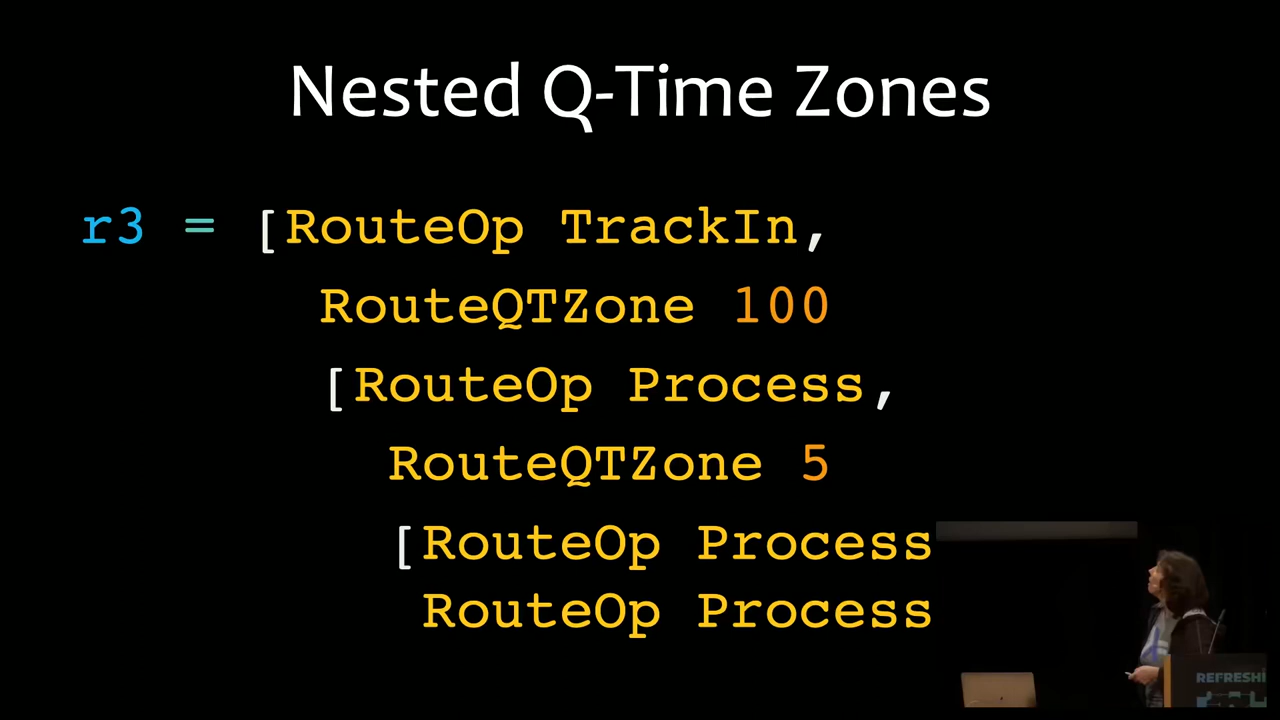 Nested Q-Time Zones
r3 = [RouteOp TrackIn,
RouteQTZone 100
[RouteOp Process,
RouteQTZone 5
[RouteOp Process
RouteOp Process